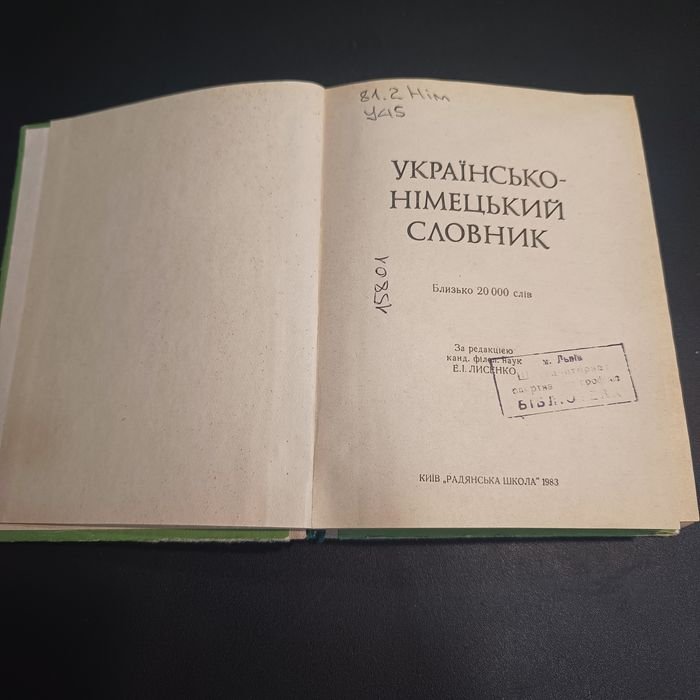 81.2 Нім
У45
УКРАЇНСЬКО-
НІМЕЦЬКИЙ
СЛОВНИК
15801
Близько 20 000 слів
За редакцією
канд. філол. наук
Е.І. ЛИСЕНКО
м. Львів
КИЇВ „РАДЯНСЬКА ШКОЛА" 1983